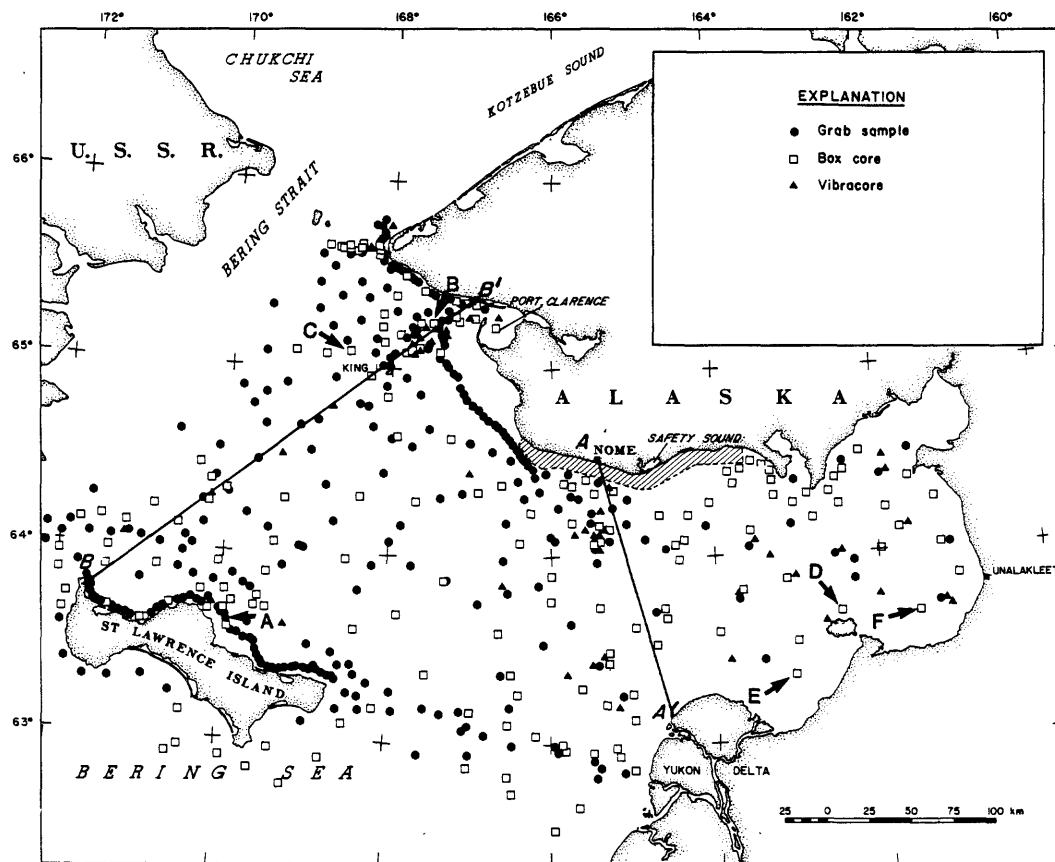 172° 170° 168° 166° 164° 162° 160°
CHUKCHI
SEA
KOTZEBUE SOUND
EXPLANATION
Grab sample
Box core
Vibracore
66°
U. S. S. R.
BERING STRAIT
B B'
PORT CLARENCE
C
65°
KING
ALASKA
A NOME
SAFETY SOUND
64°
UNALAKLEET
B
D
F
A
ST LAWRENCE ISLAND
E
63°
A'
BERING SEA
YUKON DELTA
25 0 25 50 75 100 km